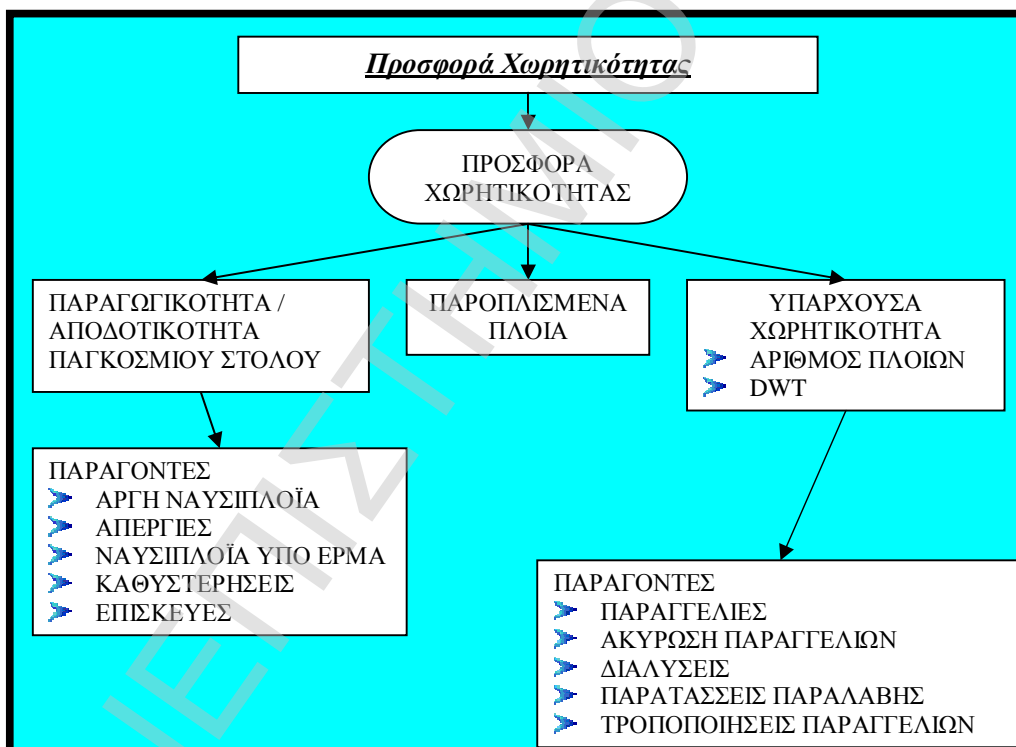 Προσφορά Χωρητικότητας
ΠΡΟΣΦΟΡΑ
ΧΩΡΗΤΙΚΟΤΗΤΑΣ
ΠΑΡΑΓΩΓΙΚΟΤΗΤΑ /
ΑΠΟΔΟΤΙΚΟΤΗΤΑ
ΠΑΓΚΟΣΜΙΟΥ ΣΤΟΛΟΥ
ΠΑΡΟΠΛΙΣΜΕΝΑ
ΠΛΟΙΑ
ΥΠΑΡΧΟΥΣΑ
ΧΩΡΗΤΙΚΟΤΗΤΑ
ΑΡΙΘΜΟΣ ΠΛΟΙΩΝ
DWT
ΠΑΡΑΓΟΝΤΕΣ
ΑΡΓΗ ΝΑΥΣΙΠΛΟΪΑ
ΑΠΕΡΓΙΕΣ
ΝΑΥΣΙΠΛΟΪΑ ΥΠΟ ΕΡΜΑ
ΚΑΘΥΣΤΕΡΗΣΕΙΣ
ΕΠΙΣΚΕΥΕΣ
ΠΑΡΑΓΟΝΤΕΣ
ΠΑΡΑΓΓΕΛΙΕΣ
ΑΚΥΡΩΣΗ ΠΑΡΑΓΓΕΛΙΩΝ
ΔΙΑΛΥΣΕΙΣ
ΠΑΡΑΤΑΣΣΕΙΣ ΠΑΡΑΛΑΒΗΣ
ΤΡΟΠΟΠΟΙΗΣΕΙΣ ΠΑΡΑΓΓΕΛΙΩΝ